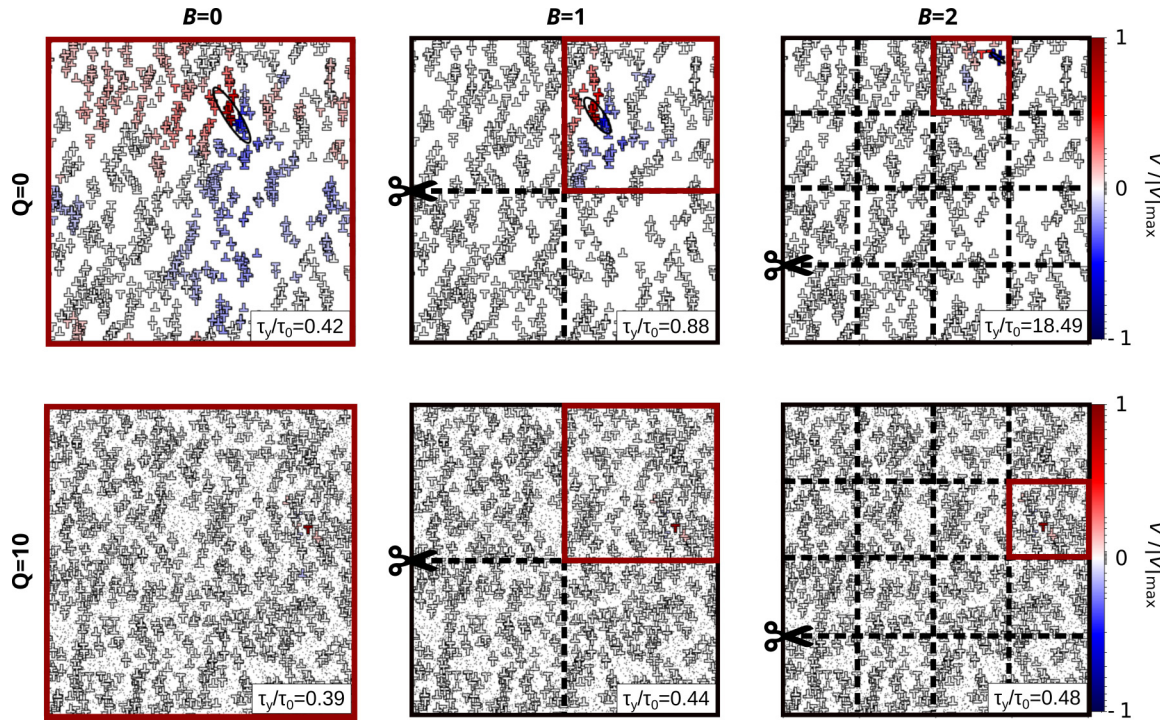 B=0 B=1 B=2
Q=0
τy/τ0=0.42
τy/τ0=0.88
τy/τ0=18.49
1
0
- 1
V /|V|max
Q=10
τy/τ0=0.39
τy/τ0=0.44
τy/τ0=0.48
1
0
- 1
V /|V|max